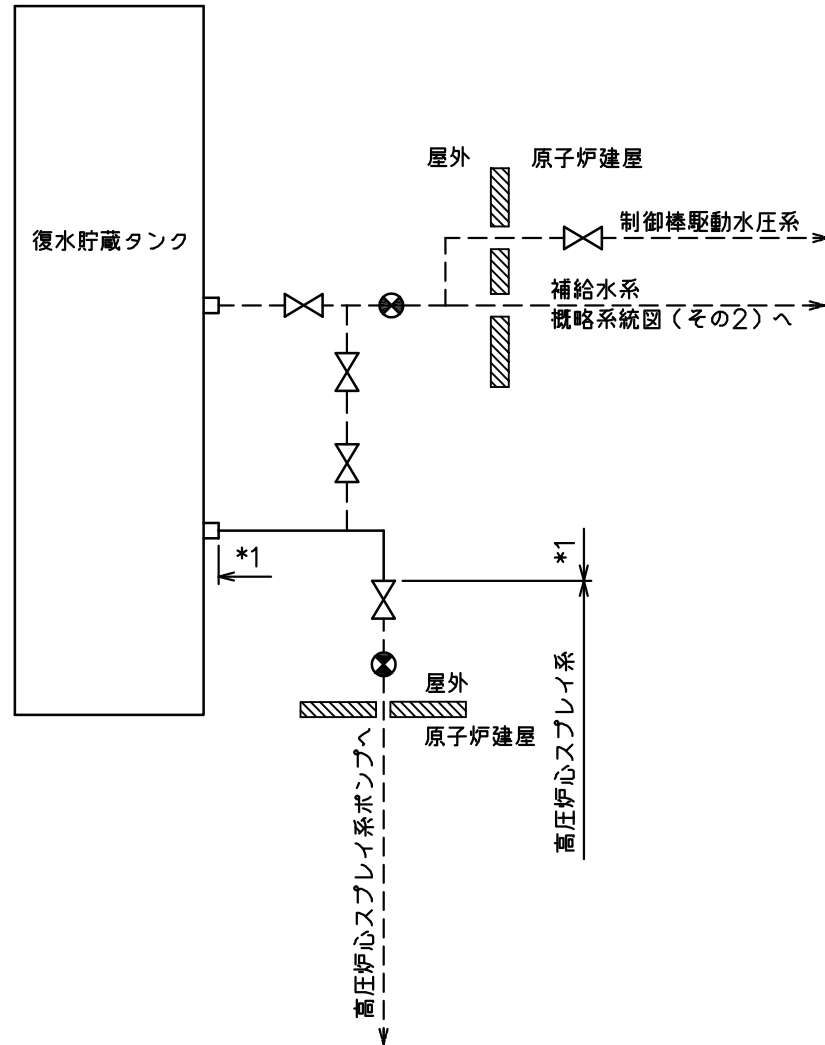 屋外
原子炉建屋
制御棒駆動水圧系
復水貯蔵タンク
補給水系
概略系統図(その2)へ
*1
*1
屋外
原子炉建屋
高圧炉心スプレイ系
高圧炉心スプレイ系ポンプへ